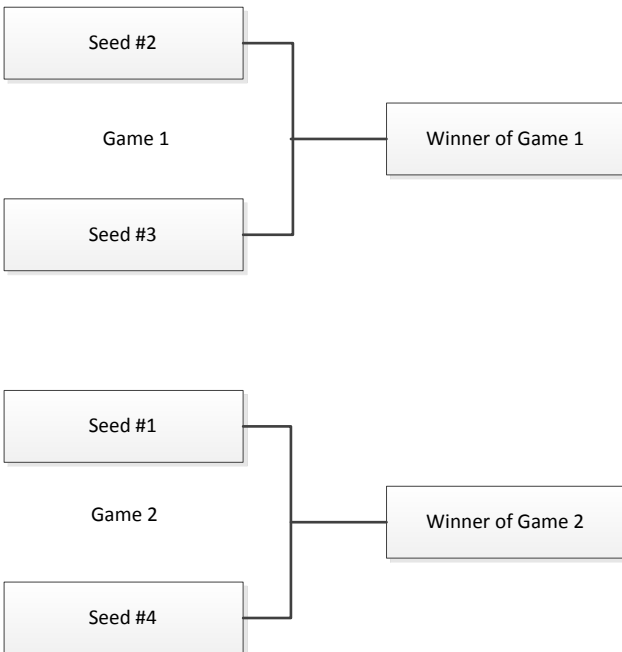 Seed #2
Game 1
Winner of Game 1
Seed #3
Seed #1
Game 2
Winner of Game 2
Seed #4